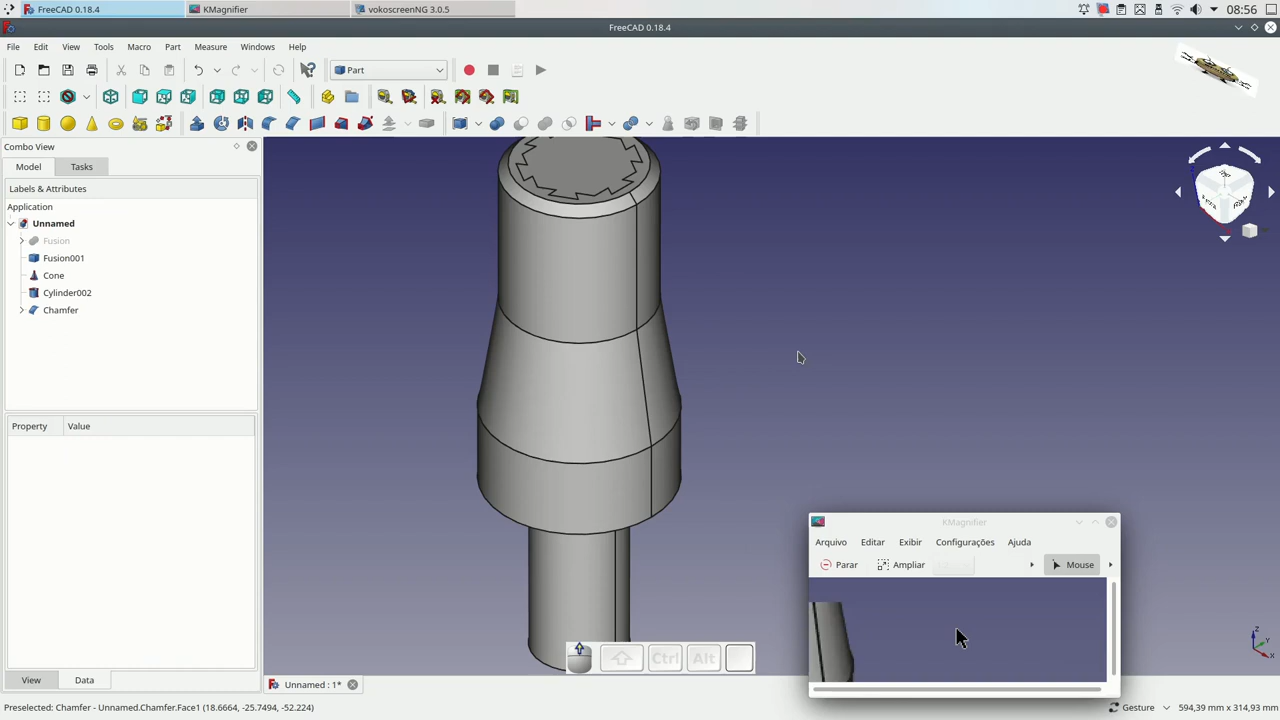 FreeCAD 0.18.4
KMagnifier
vokoscreenNG 3.0.5
08:56
FreeCAD 0.18.4
File
Edit
View
Tools
Macro
Part
Measure
Windows
Help
Part
Combo View
Model
Tasks
Labels & Attributes
Application
Unnamed
Fusion
Fusion001
Cone
Cylinder002
Chamfer
Property
Value
KMagnifier
Arquivo
Editar
Exibir
Configurações
Ajuda
Parar
Ampliar
Mouse
Ctrl
Alt
View
Data
Unnamed : 1*
Preselected: Chamfer - Unnamed.Chamfer.Face1 (18.6664, -25.7494, -52.224)
Gesture
594,39 mm x 314,93 mm
Z
Y
X